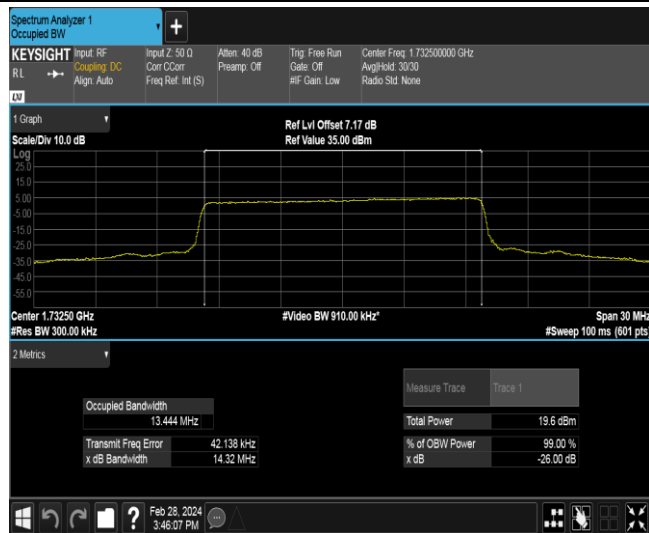 Spectrum Analyzer 1
Occupied BW
+
KEYSIGHT Input: RF Input Z: 50 Ω Atten: 40 dB Trig: Free Run Center Freq: 1.732500000 GHz
RL Coupling: DC Corr CCorr Preamp: Off Gate: Off Avg|Hold: 30/30
Align: Auto Freq Ref: Int (S) #IF Gain: Low Radio Std: None
1 Graph
Ref Lvl Offset 7.17 dB
Scale/Div 10.0 dB Ref Value 35.00 dBm
Log
25.0
15.0
5.00
-5.00
-15.0
-25.0
-35.0
-45.0
-55.0
Center 1.73250 GHz #Video BW 910.00 kHz* Span 30 MHz
#Res BW 300.00 kHz #Sweep 100 ms (601 pts)
2 Metrics
Measure Trace Trace 1
Occupied Bandwidth
13.444 MHz Total Power 19.6 dBm
Transmit Freq Error 42.138 kHz % of OBW Power 99.00 %
x dB Bandwidth 14.32 MHz x dB -26.00 dB
? Feb 28, 2024
3:46:07 PM